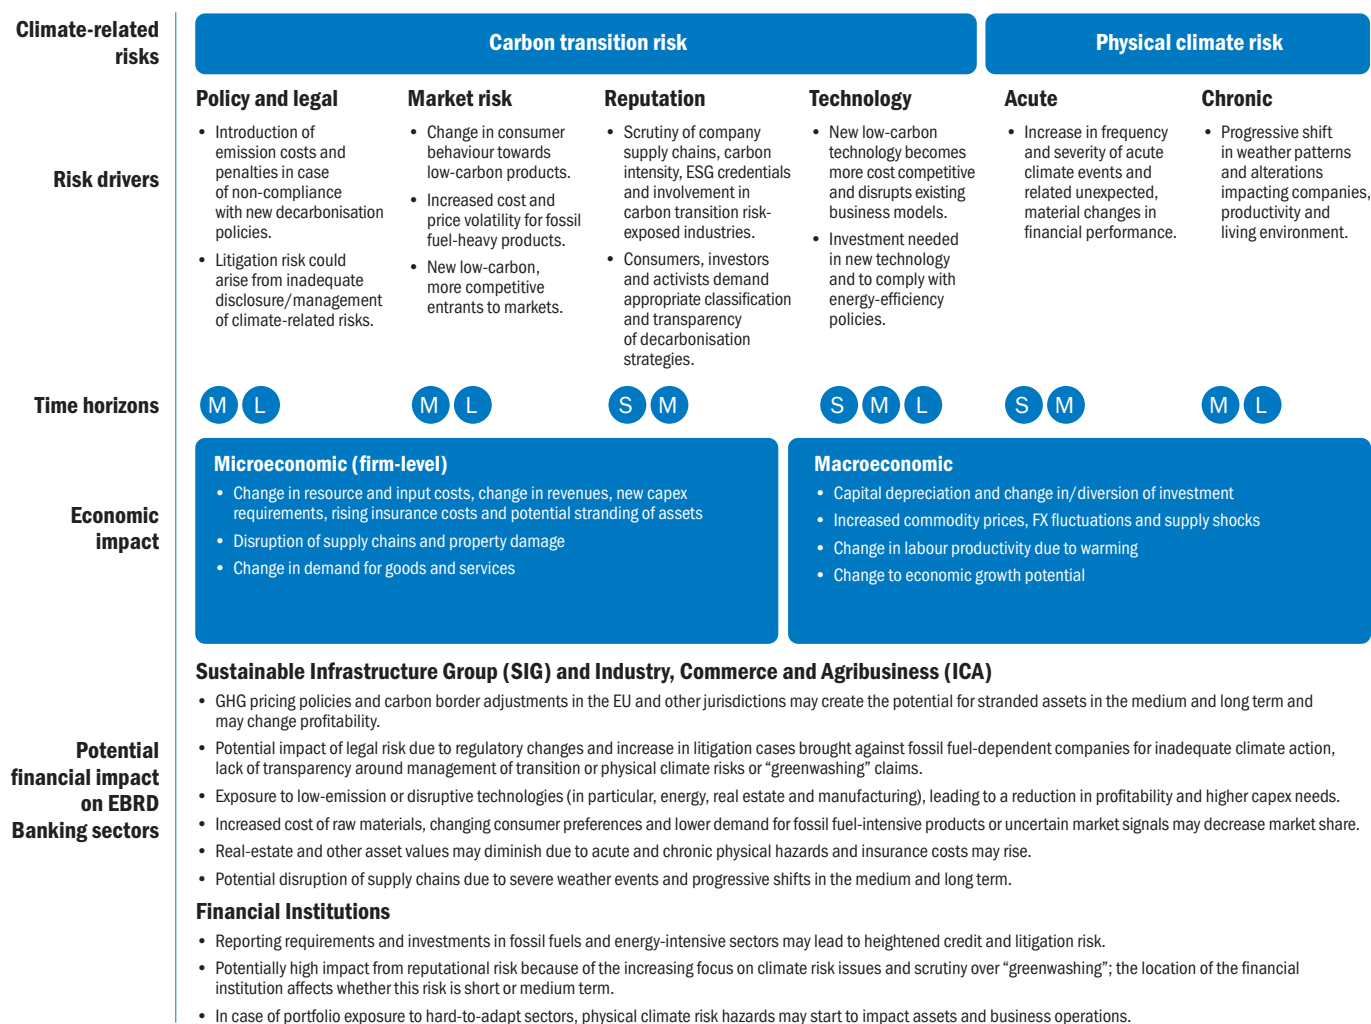 Climate-related
risks
Carbon transition risk
Physical climate risk
Risk drivers
Policy and legal
• Introduction of
emission costs and
penalties in case
of non-compliance
with new decarbonisation
policies.
• Litigation risk could
arise from inadequate
disclosure/management
of climate-related risks.
Market risk
• Change in consumer
behaviour towards
low-carbon products.
• Increased cost and
price volatility for fossil
fuel-heavy products.
• New low-carbon,
more competitive
entrants to markets.
Reputation
• Scrutiny of company
supply chains, carbon
intensity, ESG credentials
and involvement in
carbon transition risk-
exposed industries.
• Consumers, investors
and activists demand
appropriate classification
and transparency
of decarbonisation
strategies.
Technology
• New low-carbon
technology becomes
more cost competitive
and disrupts existing
business models.
• Investment needed
in new technology
and to comply with
energy-efficiency
policies.
Acute
• Increase in frequency
and severity of acute
climate events and
related unexpected,
material changes in
financial performance.
Chronic
• Progressive shift
in weather patterns
and alterations
impacting companies,
productivity and
living environment.
Time horizons
M L
M L
S M
S M L
S M
M L
Economic
impact
Microeconomic (firm-level)
• Change in resource and input costs, change in revenues, new capex
requirements, rising insurance costs and potential stranding of assets
• Disruption of supply chains and property damage
• Change in demand for goods and services
Macroeconomic
• Capital depreciation and change in/diversion of investment
• Increased commodity prices, FX fluctuations and supply shocks
• Change in labour productivity due to warming
• Change to economic growth potential
Potential
financial impact
on EBRD
Banking sectors
Sustainable Infrastructure Group (SIG) and Industry, Commerce and Agribusiness (ICA)
• GHG pricing policies and carbon border adjustments in the EU and other jurisdictions may create the potential for stranded assets in the medium and long term and
may change profitability.
• Potential impact of legal risk due to regulatory changes and increase in litigation cases brought against fossil fuel-dependent companies for inadequate climate action,
lack of transparency around management of transition or physical climate risks or “greenwashing” claims.
• Exposure to low-emission or disruptive technologies (in particular, energy, real estate and manufacturing), leading to a reduction in profitability and higher capex needs.
• Increased cost of raw materials, changing consumer preferences and lower demand for fossil fuel-intensive products or uncertain market signals may decrease market share.
• Real-estate and other asset values may diminish due to acute and chronic physical hazards and insurance costs may rise.
• Potential disruption of supply chains due to severe weather events and progressive shifts in the medium and long term.
Financial Institutions
• Reporting requirements and investments in fossil fuels and energy-intensive sectors may lead to heightened credit and litigation risk.
• Potentially high impact from reputational risk because of the increasing focus on climate risk issues and scrutiny over “greenwashing”; the location of the financial
institution affects whether this risk is short or medium term.
• In case of portfolio exposure to hard-to-adapt sectors, physical climate risk hazards may start to impact assets and business operations.